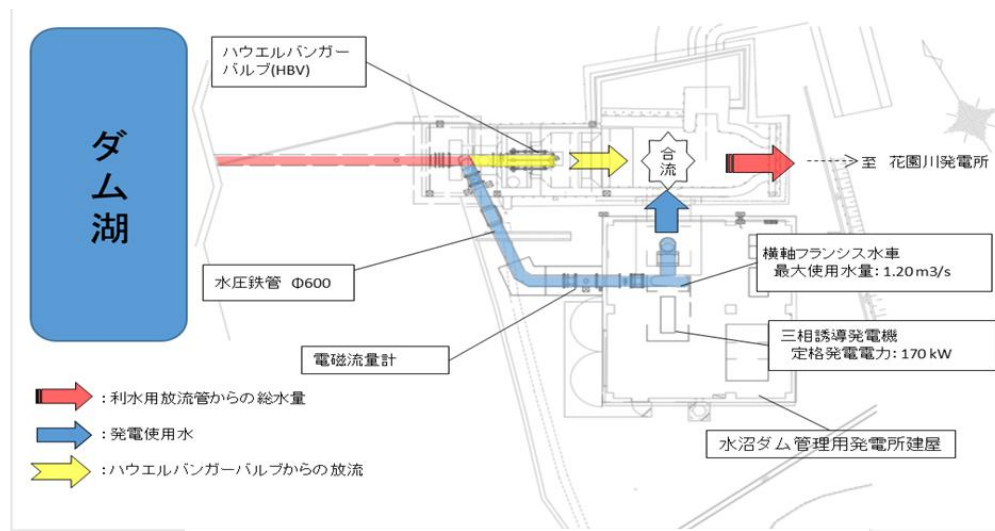 ダム湖
ハウエルバンガー
バルブ(HBV)
合流
至 花園川発電所
水圧鉄管 Φ600
横軸フランシス水車
最大使用水量: 1.20 m3/s
電磁流量計
三相誘導発電機
定格発電電力: 170 kW
:利水用放流管からの総水量
:発電使用水
:ハウエルバンガーバルブからの放流
水沼ダム管理用発電所建屋